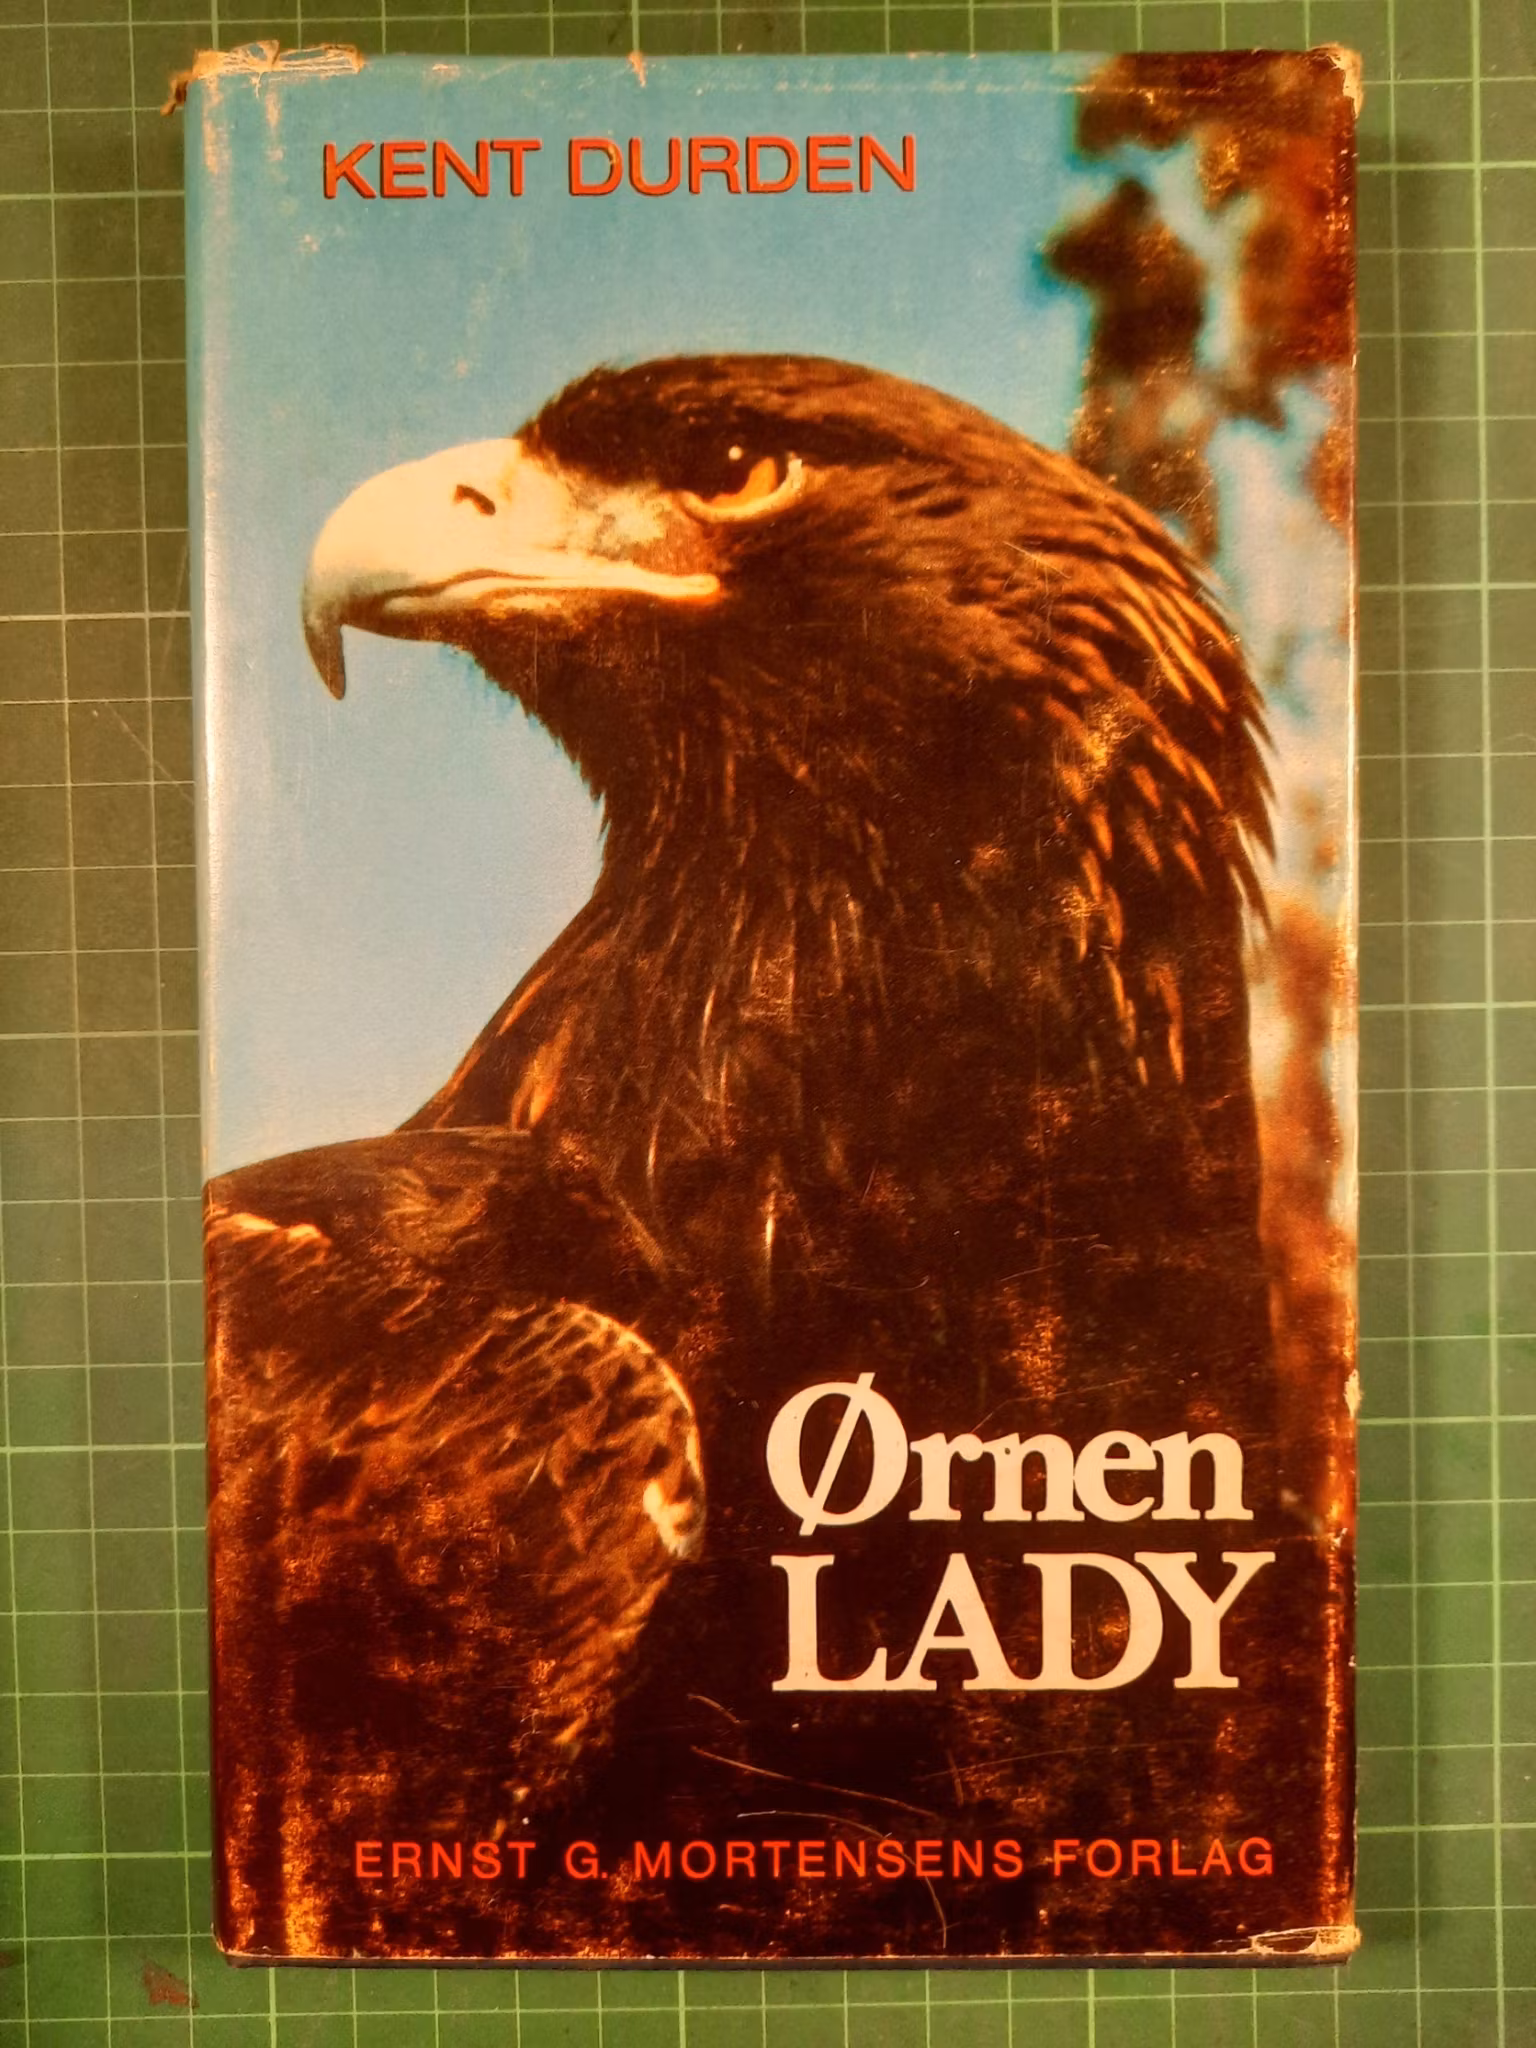 KENT DURDEN
Ørnen
LADY
ERNST G. MORTENSENS FORLAG